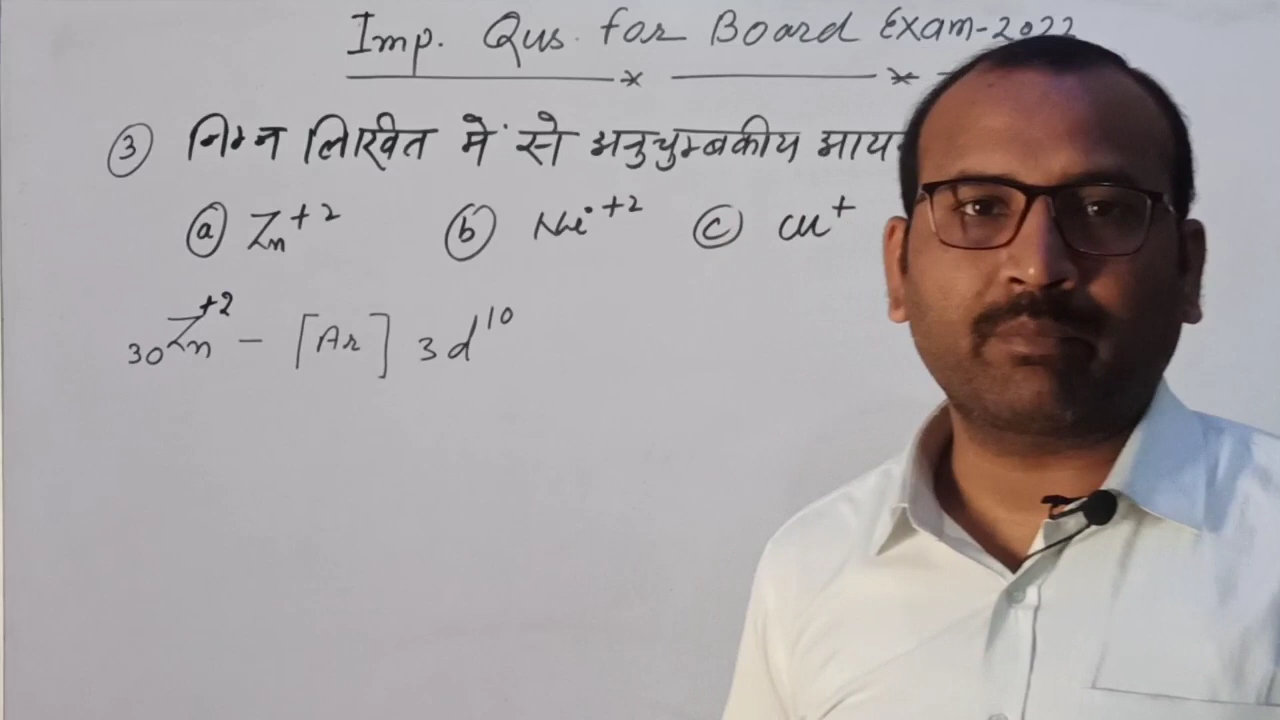 Imp. Qus. for Board Exam-2022
③ निम्न लिखित में से अनुचुम्बकीय आयन
ⓐ Zn+2 ⓑ Ni+2 ⓒ Cu+
30Zn+2 - [Ar] 3d10